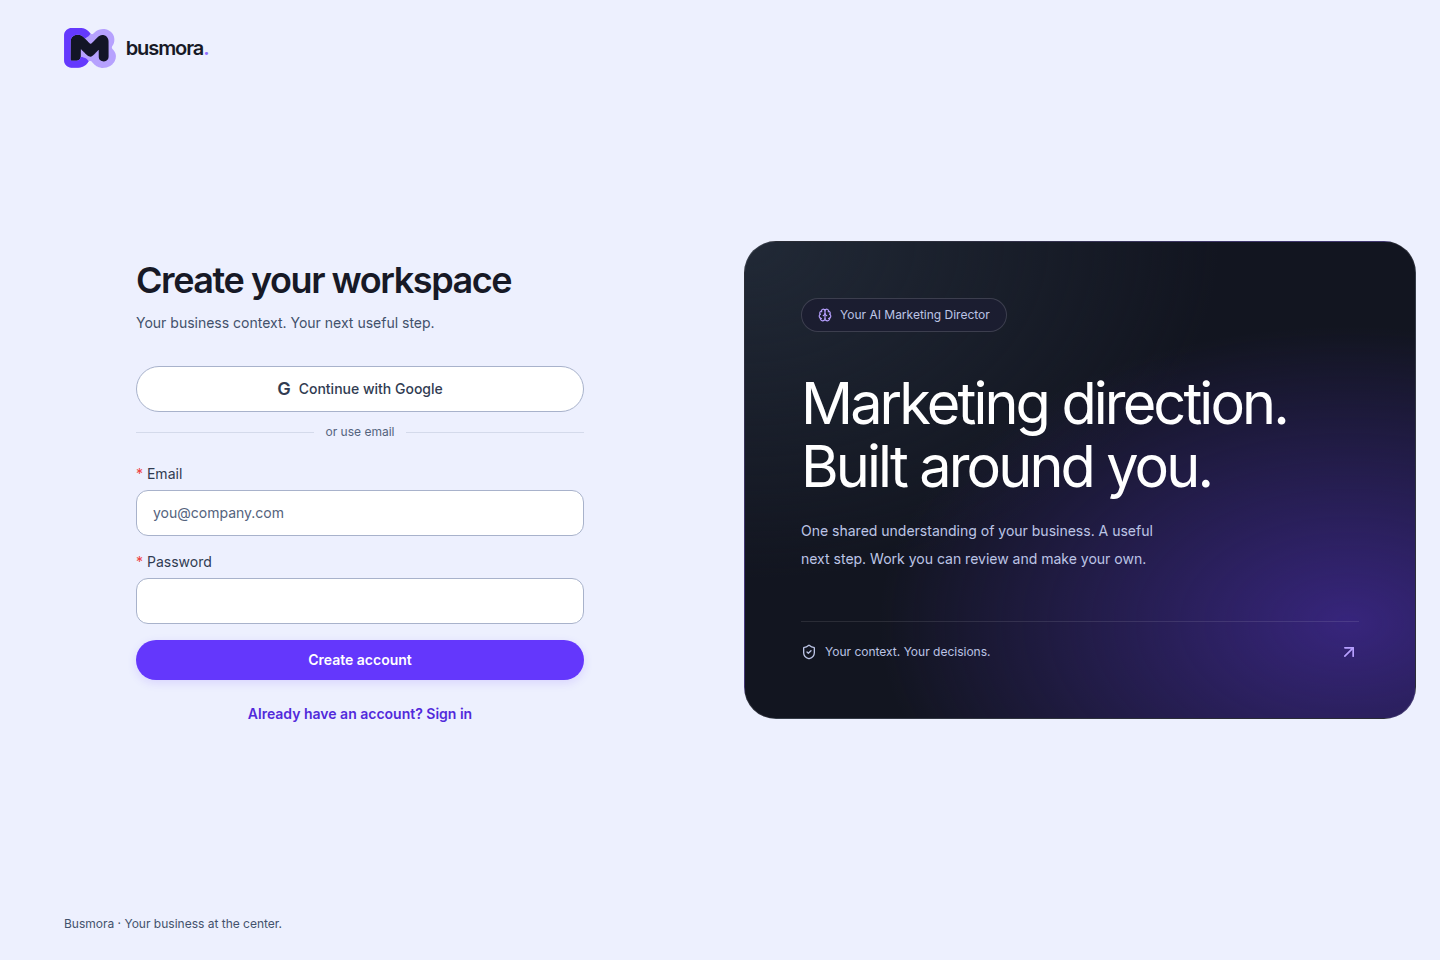 busmora.
Create your workspace
Your business context. Your next useful step.
G Continue with Google
or use email
* Email
you@company.com
* Password
Create account
Already have an account? Sign in
Your AI Marketing Director
Marketing direction.
Built around you.
One shared understanding of your business. A useful
next step. Work you can review and make your own.
Your context. Your decisions.
Busmora · Your business at the center.